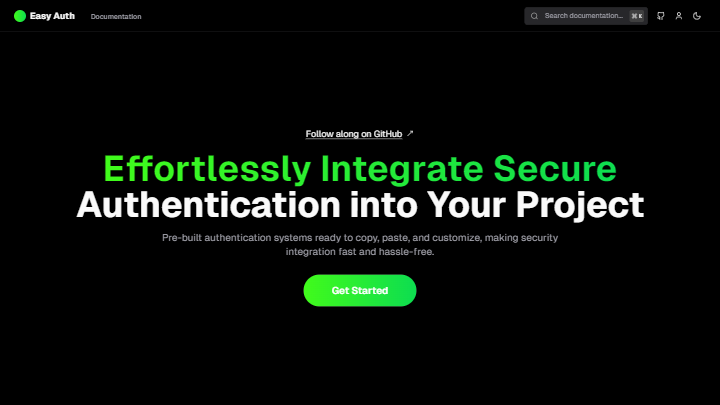 Easy Auth
Documentation
Search documentation...
⌘ K
Follow along on GitHub ↗
Effortlessly Integrate Secure
Authentication into Your Project
Pre-built authentication systems ready to copy, paste, and customize, making security
integration fast and hassle-free.
Get Started